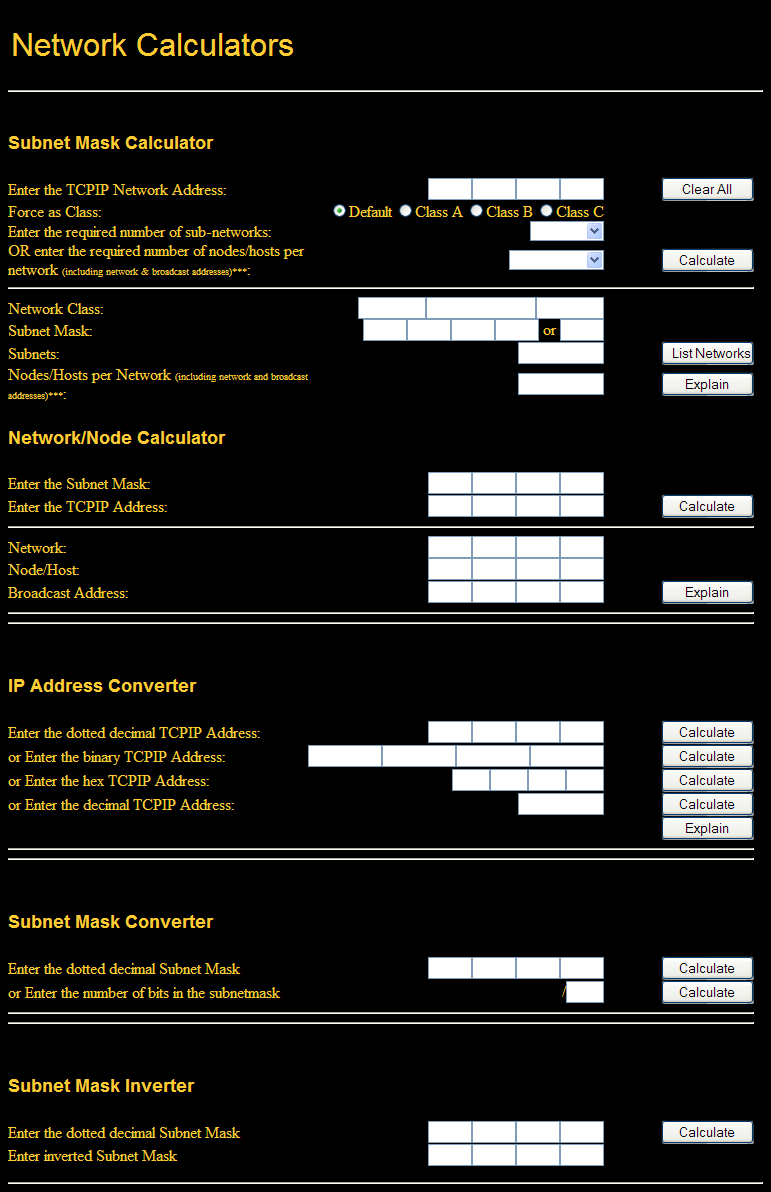 Network Calculators
Subnet Mask Calculator
Enter the TCPIP Network Address:
Clear All
Force as Class:
Default Class A Class B Class C
Enter the required number of sub-networks:
OR enter the required number of nodes/hosts per
network (including network & broadcast addresses)***:
Calculate
Network Class:
Subnet Mask:
or
Subnets:
List Networks
Nodes/Hosts per Network (including network and broadcast
addresses)***:
Explain
Network/Node Calculator
Enter the Subnet Mask:
Enter the TCPIP Address:
Calculate
Network:
Node/Host:
Broadcast Address:
Explain
IP Address Converter
Enter the dotted decimal TCPIP Address:
Calculate
or Enter the binary TCPIP Address:
Calculate
or Enter the hex TCPIP Address:
Calculate
or Enter the decimal TCPIP Address:
Calculate
Explain
Subnet Mask Converter
Enter the dotted decimal Subnet Mask
Calculate
or Enter the number of bits in the subnetmask
/
Calculate
Subnet Mask Inverter
Enter the dotted decimal Subnet Mask
Calculate
Enter inverted Subnet Mask